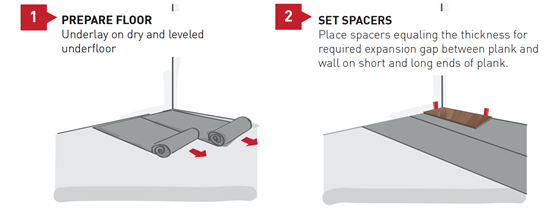 1 PREPARE FLOOR
Underlay on dry and leveled
underfloor
2 SET SPACERS
Place spacers equaling the thickness for
required expansion gap between plank and
wall on short and long ends of plank.